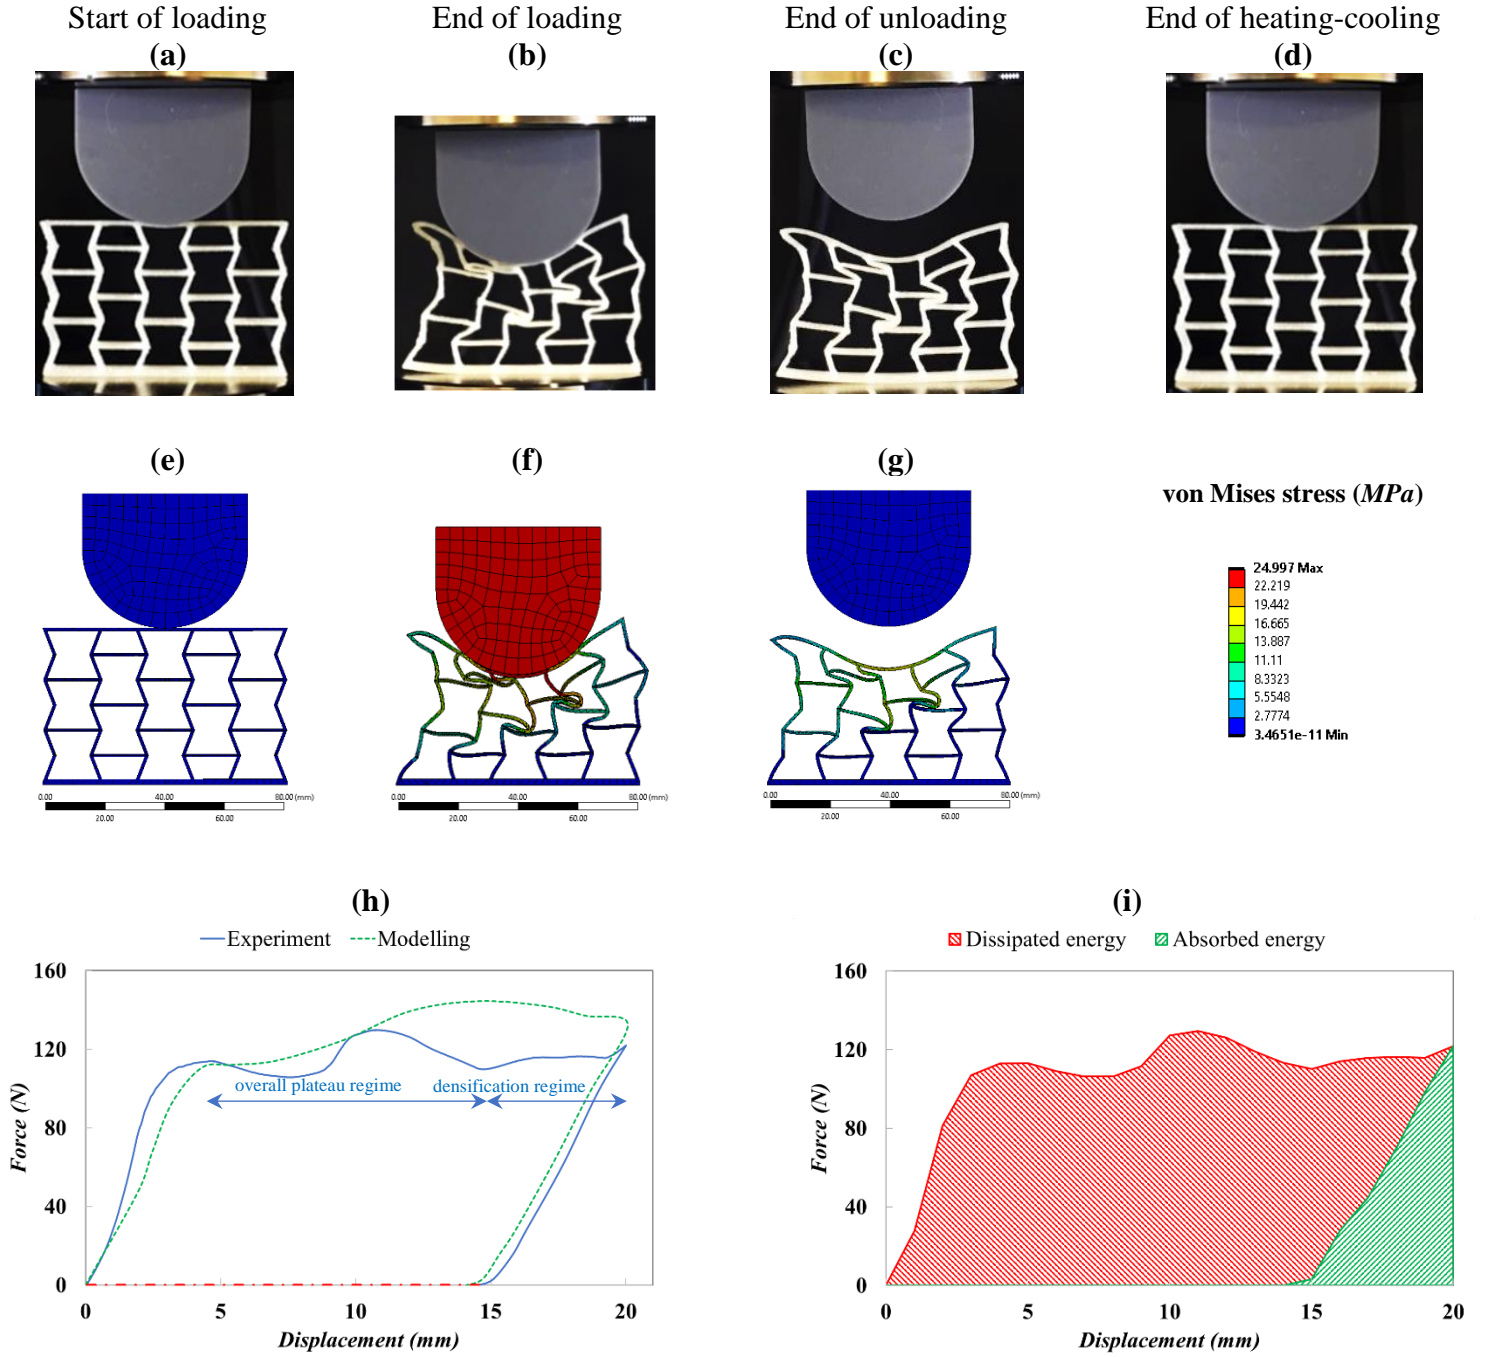 Start of loading
End of loading
End of unloading
End of heating-cooling
(a)
(b)
(c)
(d)
(e)
(f)
(g)
von Mises stress (MPa)
24.997 Max
22.219
19.442
16.665
13.887
11.11
8.3323
5.5548
2.7774
3.4651e-11 Min
0.00 40.00 80.00 (mm)
20.00 60.00
0.00 40.00 80.00 (mm)
20.00 60.00
0.00 40.00 80.00 (mm)
20.00 60.00
(h)
Experiment Modelling
160
120
80
40
0
overall plateau regime densification regime
0 5 10 15 20
Force (N)
Displacement (mm)
(i)
Dissipated energy Absorbed energy
160
120
80
40
0
0 5 10 15 20
Force (N)
Displacement (mm)